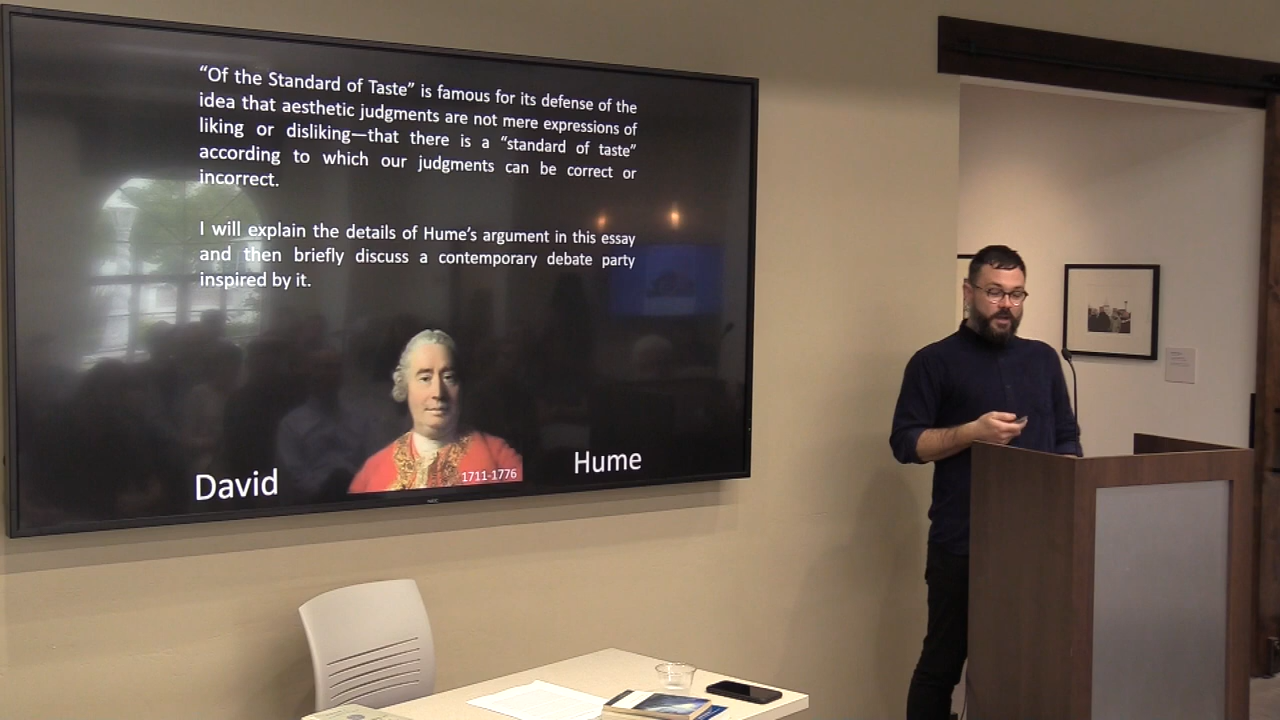 “Of the Standard of Taste” is famous for its defense of the
idea that aesthetic judgments are not mere expressions of
liking or disliking—that there is a “standard of taste”
according to which our judgments can be correct or
incorrect.
I will explain the details of Hume’s argument in this essay
and then briefly discuss a contemporary debate party
inspired by it.
1711-1776
David
Hume
NEC